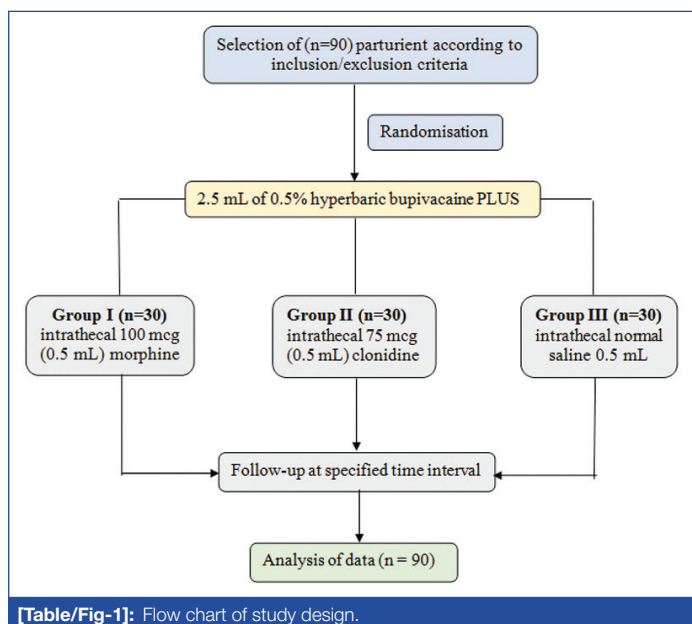 Selection of (n=90) parturient according to
inclusion/exclusion criteria
Randomisation
2.5 mL of 0.5% hyperbaric bupivacaine PLUS
Group I (n=30)
intrathecal 100 mcg
(0.5 mL) morphine
Group II (n=30)
intrathecal 75 mcg
(0.5 mL) clonidine
Group III (n=30)
intrathecal normal
saline 0.5 mL
Follow-up at specified time interval
Analysis of data (n = 90)
[Table/Fig-1]: Flow chart of study design.